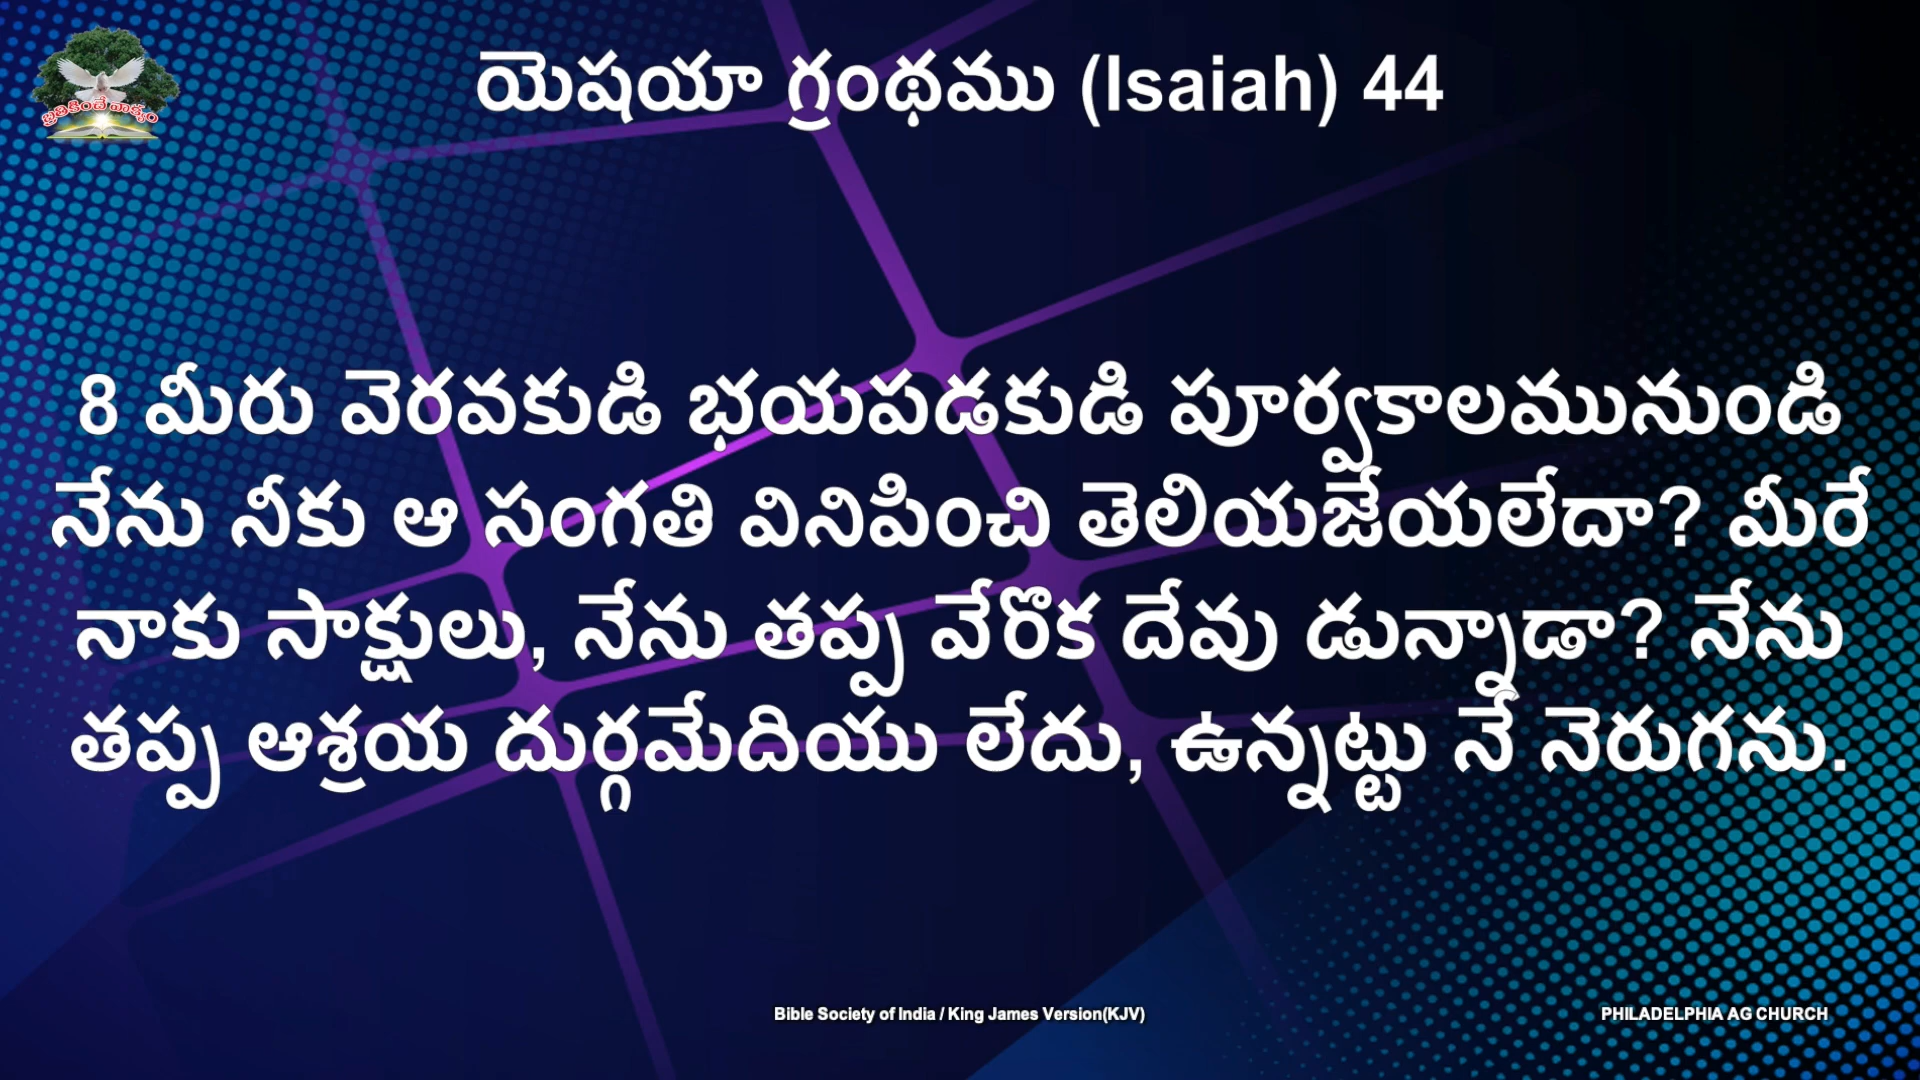 బ్రతికించే వాక్యం
యెషయా గ్రంథము (Isaiah) 44
8 మీరు వెరవకుడి భయపడకుడి పూర్వకాలమునుండి
నేను నీకు ఆ సంగతి వినిపించి తెలియజేయలేదా? మీరే
నాకు సాక్షులు, నేను తప్ప వేరొక దేవు డున్నాడా? నేను
తప్ప ఆశ్రయ దుర్గమేదియు లేదు, ఉన్నట్టు నే నెరుగను.
Bible Society of India / King James Version(KJV)
PHILADELPHIA AG CHURCH